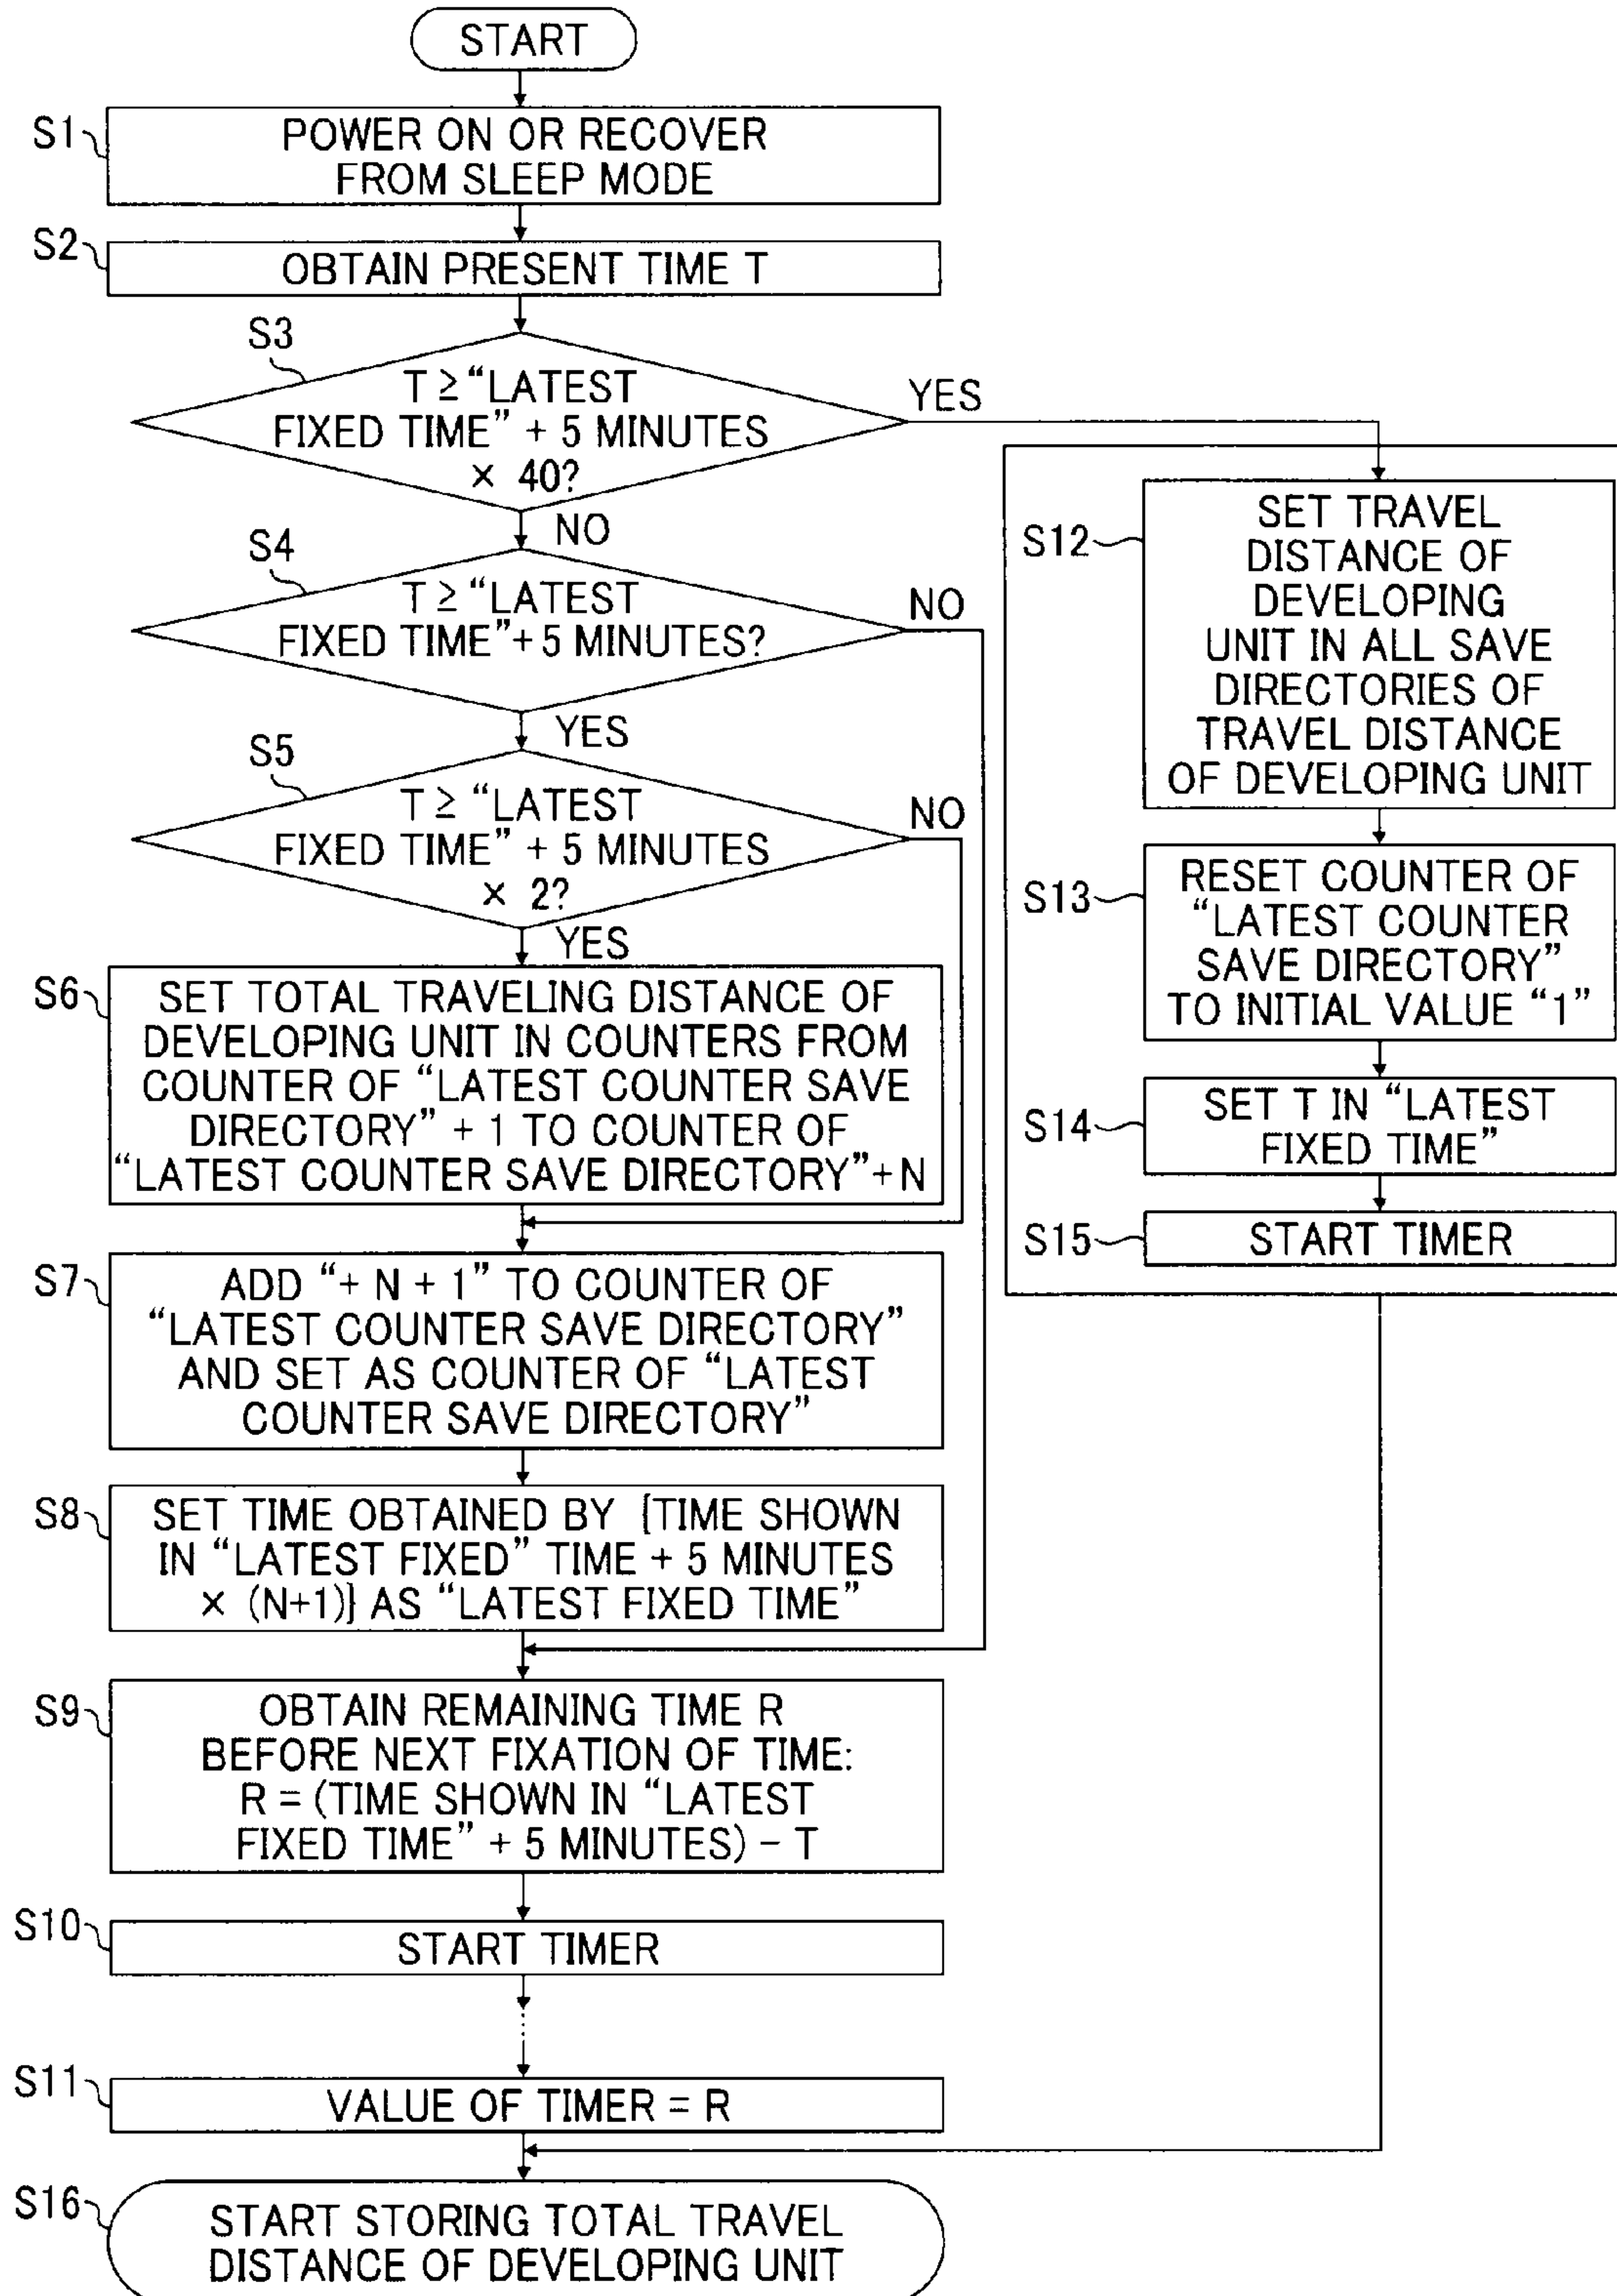 START
S1
POWER ON OR RECOVER
FROM SLEEP MODE
S2
OBTAIN PRESENT TIME T
S3
T ≥ “LATEST
FIXED TIME” + 5 MINUTES
× 40?
YES
NO
S4
T ≥ “LATEST
FIXED TIME”+5 MINUTES?
NO
YES
S5
T ≥ “LATEST
FIXED TIME” + 5 MINUTES
× 2?
NO
YES
S6
SET TOTAL TRAVELING DISTANCE OF
DEVELOPING UNIT IN COUNTERS FROM
COUNTER OF “LATEST COUNTER SAVE
DIRECTORY” + 1 TO COUNTER OF
“LATEST COUNTER SAVE DIRECTORY”+ N
S7
ADD “+ N + 1” TO COUNTER OF
“LATEST COUNTER SAVE DIRECTORY”
AND SET AS COUNTER OF “LATEST
COUNTER SAVE DIRECTORY”
S8
SET TIME OBTAINED BY {TIME SHOWN
IN “LATEST FIXED” TIME + 5 MINUTES
× (N+1)} AS “LATEST FIXED TIME”
S9
OBTAIN REMAINING TIME R
BEFORE NEXT FIXATION OF TIME:
R = (TIME SHOWN IN “LATEST
FIXED TIME” + 5 MINUTES) − T
S10
START TIMER
S11
VALUE OF TIMER = R
S12
SET TRAVEL
DISTANCE OF
DEVELOPING
UNIT IN ALL SAVE
DIRECTORIES OF
TRAVEL DISTANCE
OF DEVELOPING UNIT
S13
RESET COUNTER OF
“LATEST COUNTER
SAVE DIRECTORY”
TO INITIAL VALUE “1”
S14
SET T IN “LATEST
FIXED TIME”
S15
START TIMER
S16
START STORING TOTAL TRAVEL
DISTANCE OF DEVELOPING UNIT